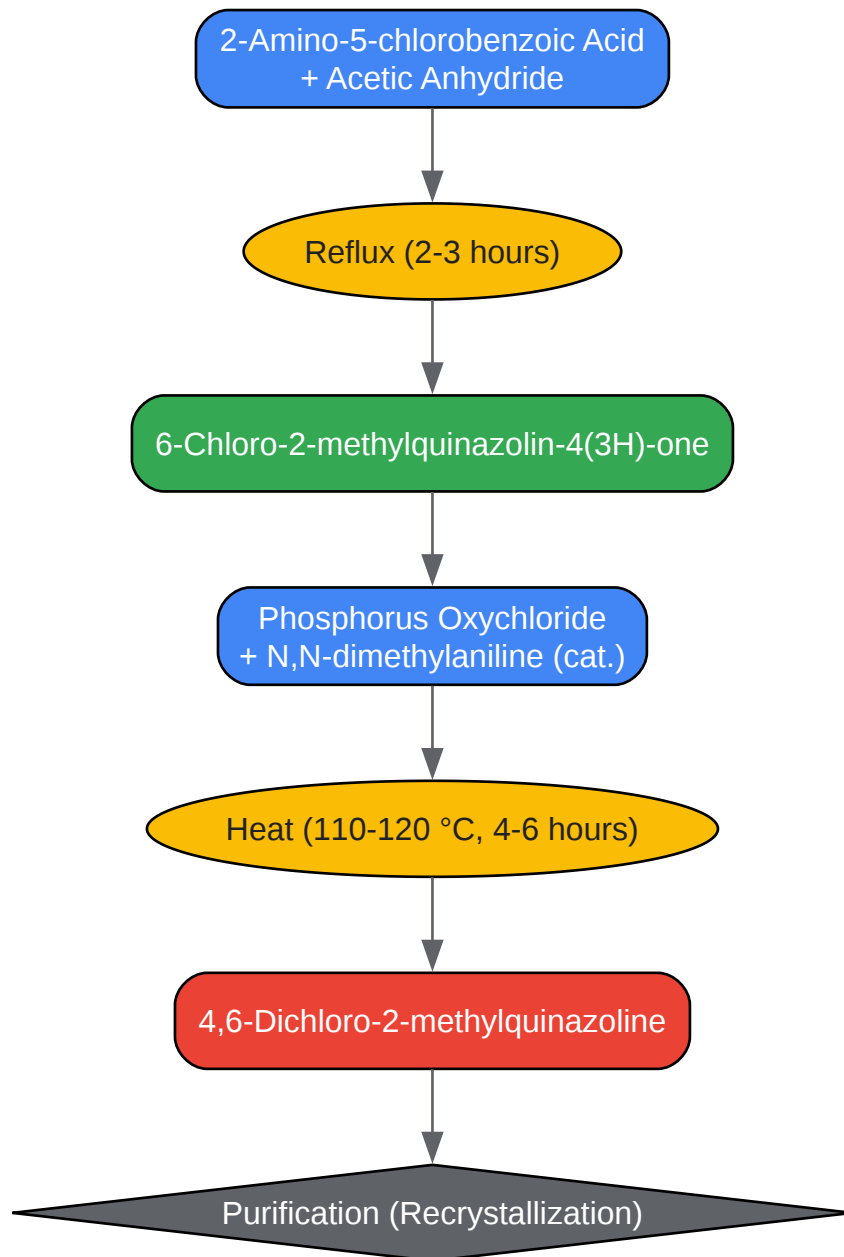 2-Amino-5-chlorobenzoic Acid
+ Acetic Anhydride
Reflux (2-3 hours)
6-Chloro-2-methylquinazolin-4(3H)-one
Phosphorus Oxychloride
+ N,N-dimethylaniline (cat.)
Heat (110-120 °C, 4-6 hours)
4,6-Dichloro-2-methylquinazoline
Purification (Recrystallization)